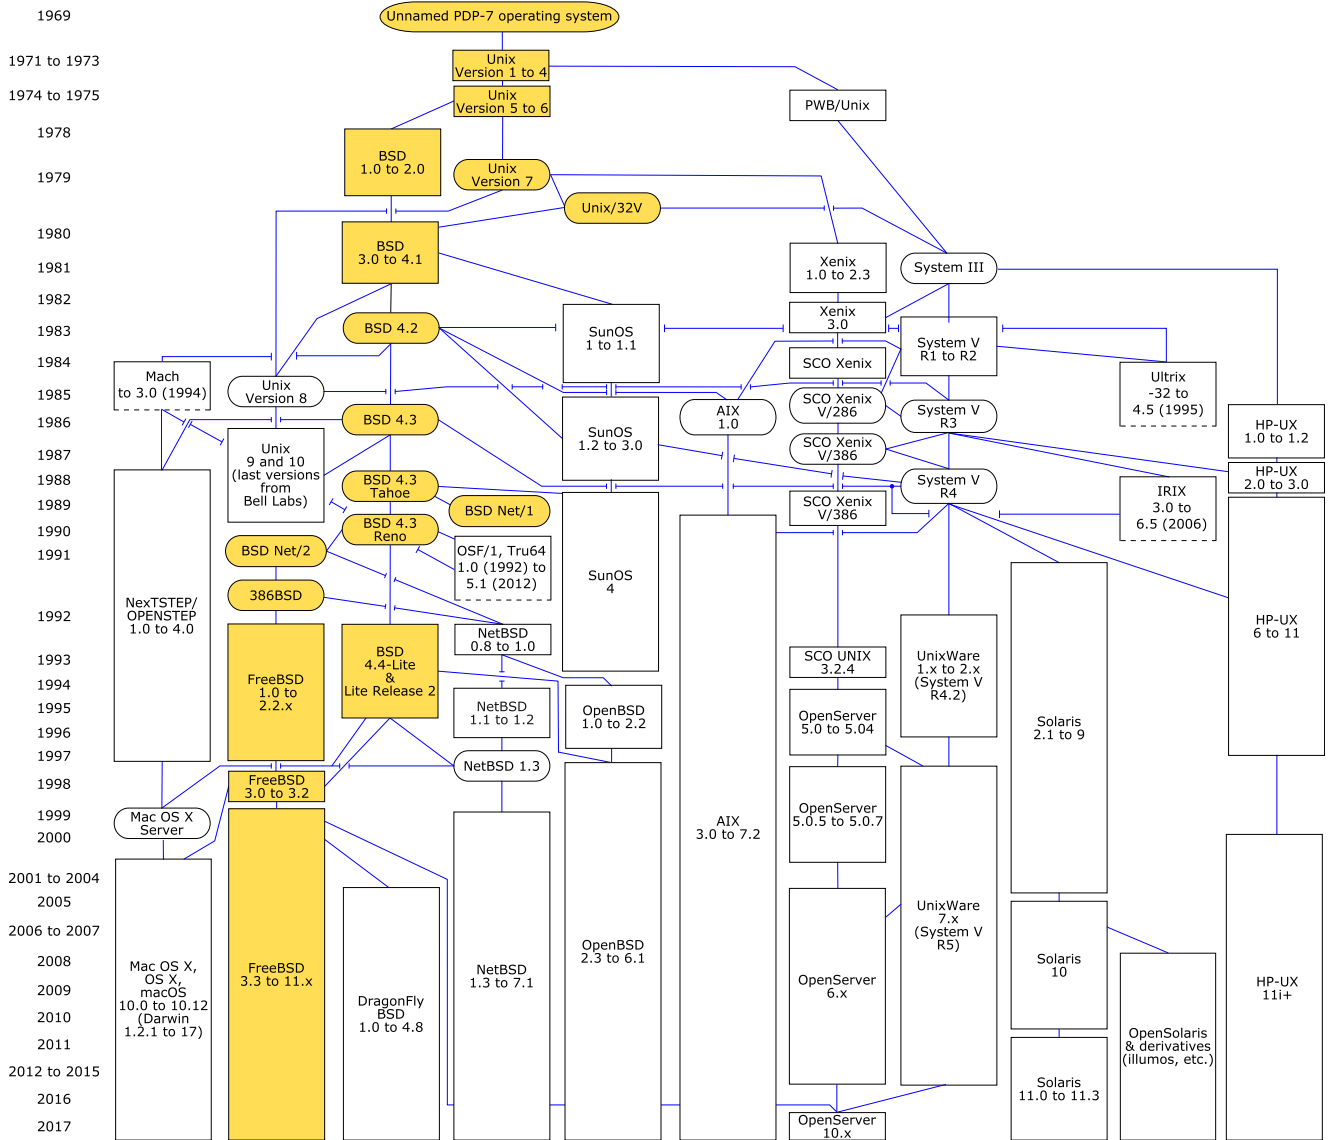 1969
Unnamed PDP-7 operating system
1971 to 1973
Unix
Version 1 to 4
1974 to 1975
Unix
Version 5 to 6
PWB/Unix
1978
BSD
1.0 to 2.0
1979
Unix
Version 7
Unix/32V
1980
BSD
3.0 to 4.1
1981
Xenix
1.0 to 2.3
System III
1982
Xenix
3.0
1983
BSD 4.2
SunOS
1 to 1.1
System V
R1 to R2
1984
SCO Xenix
Mach
to 3.0 (1994)
Ultrix
-32 to
4.5 (1995)
1985
Unix
Version 8
SCO Xenix
V/286
1986
BSD 4.3
AIX
1.0
System V
R3
HP-UX
1.0 to 1.2
1987
Unix
9 and 10
(last versions
from
Bell Labs)
SunOS
1.2 to 3.0
SCO Xenix
V/386
1988
BSD 4.3
Tahoe
System V
R4
HP-UX
2.0 to 3.0
1989
BSD Net/1
SCO Xenix
V/386
IRIX
3.0 to
6.5 (2006)
1990
BSD 4.3
Reno
1991
BSD Net/2
OSF/1, Tru64
1.0 (1992) to
5.1 (2012)
SunOS
4
386BSD
NexTSTEP/
OPENSTEP
1.0 to 4.0
1992
NetBSD
0.8 to 1.0
HP-UX
6 to 11
1993
BSD
4.4-Lite
&
Lite Release 2
SCO UNIX
3.2.4
UnixWare
1.x to 2.x
(System V
R4.2)
1994
FreeBSD
1.0 to
2.2.x
1995
NetBSD
1.1 to 1.2
OpenBSD
1.0 to 2.2
OpenServer
5.0 to 5.04
Solaris
2.1 to 9
1996
1997
NetBSD 1.3
1998
FreeBSD
3.0 to 3.2
1999
Mac OS X
Server
OpenServer
5.0.5 to 5.0.7
AIX
3.0 to 7.2
2000
2001 to 2004
2005
UnixWare
7.x
(System V
R5)
2006 to 2007
OpenBSD
2.3 to 6.1
2008
Mac OS X,
OS X,
macOS
10.0 to 10.12
(Darwin
1.2.1 to 17)
FreeBSD
3.3 to 11.x
NetBSD
1.3 to 7.1
Solaris
10
2009
OpenServer
6.x
HP-UX
11i+
2010
DragonFly
BSD
1.0 to 4.8
2011
OpenSolaris
& derivatives
(illumos, etc.)
2012 to 2015
Solaris
11.0 to 11.3
2016
2017
OpenServer
10.x